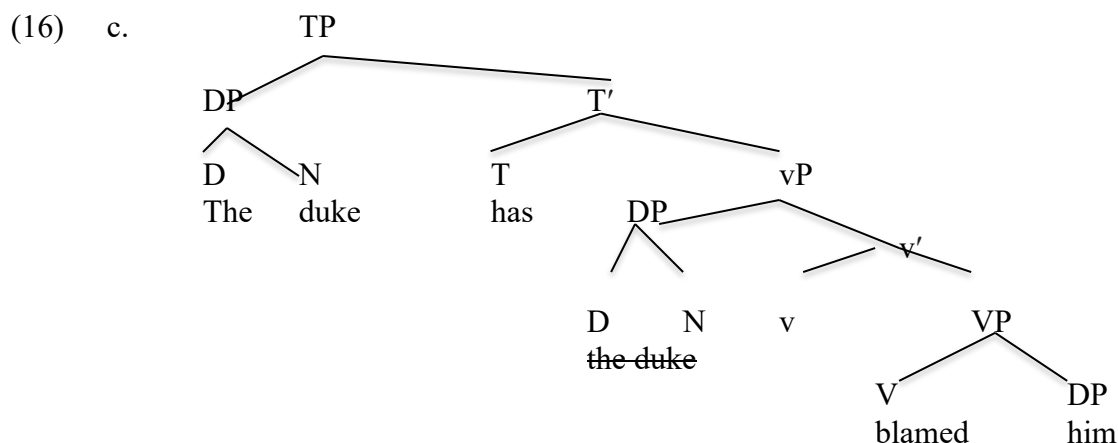 (16) c. TP
DP T′
D N T vP
The duke has DP
v′
D N v VP
the duke
V DP
blamed him